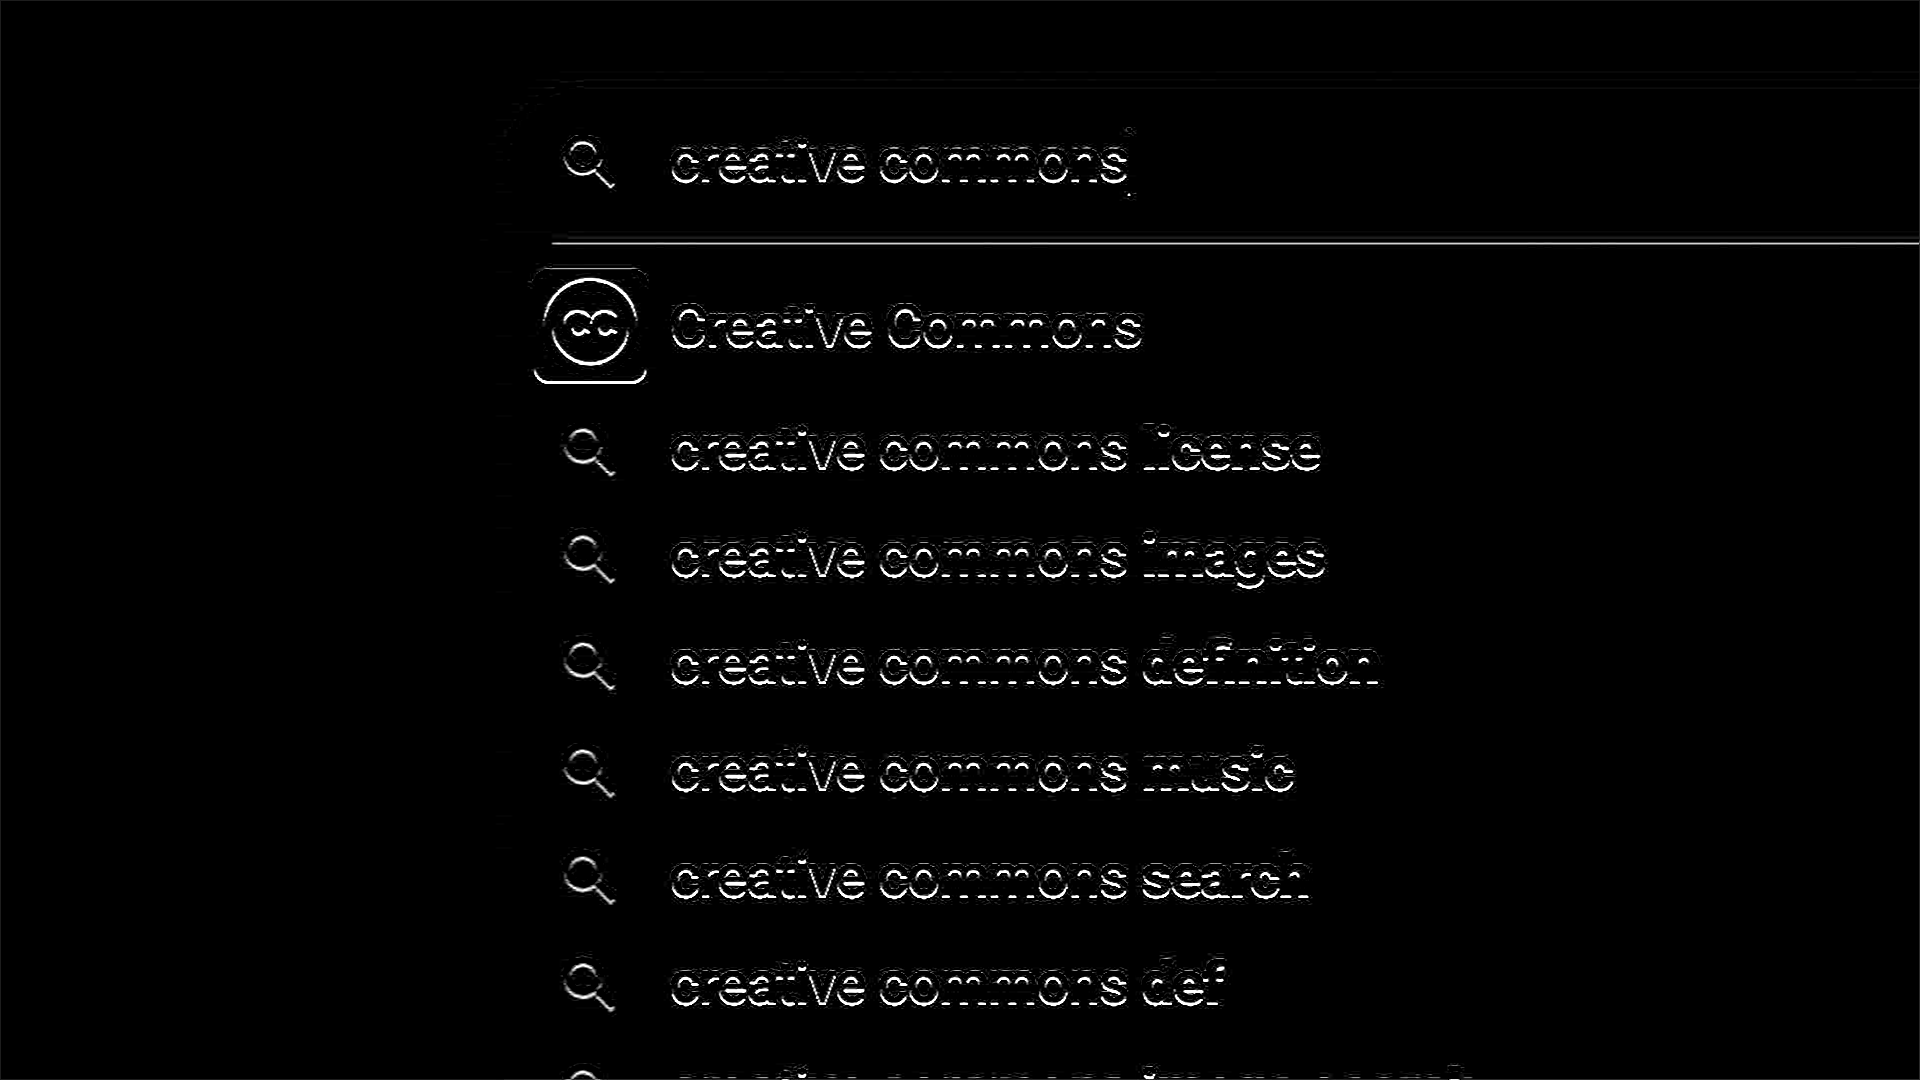 creative commons
cc
Creative Commons
creative commons license
creative commons images
creative commons definition
creative commons music
creative commons search
creative commons def